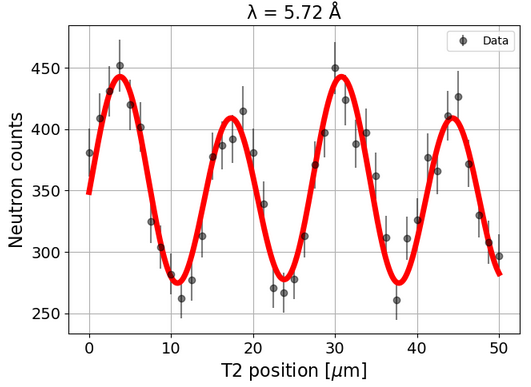 λ = 5.72 Å
Data
Neutron counts
450
400
350
300
250
0 10 20 30 40 50
T2 position [μm]